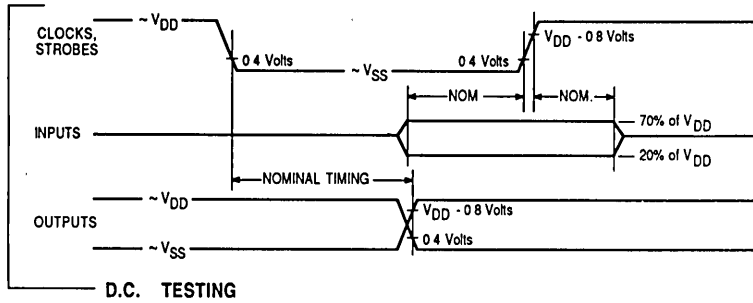 ~ VDD
CLOCKS,
STROBES
0 4 Volts
~ VSS
0 4 Volts
VDD - 0 8 Volts
NOM
NOM.
70% of VDD
INPUTS
20% of VDD
NOMINAL TIMING
~ VDD
VDD - 0 8 Volts
OUTPUTS
0 4 Volts
~ VSS
D.C. TESTING